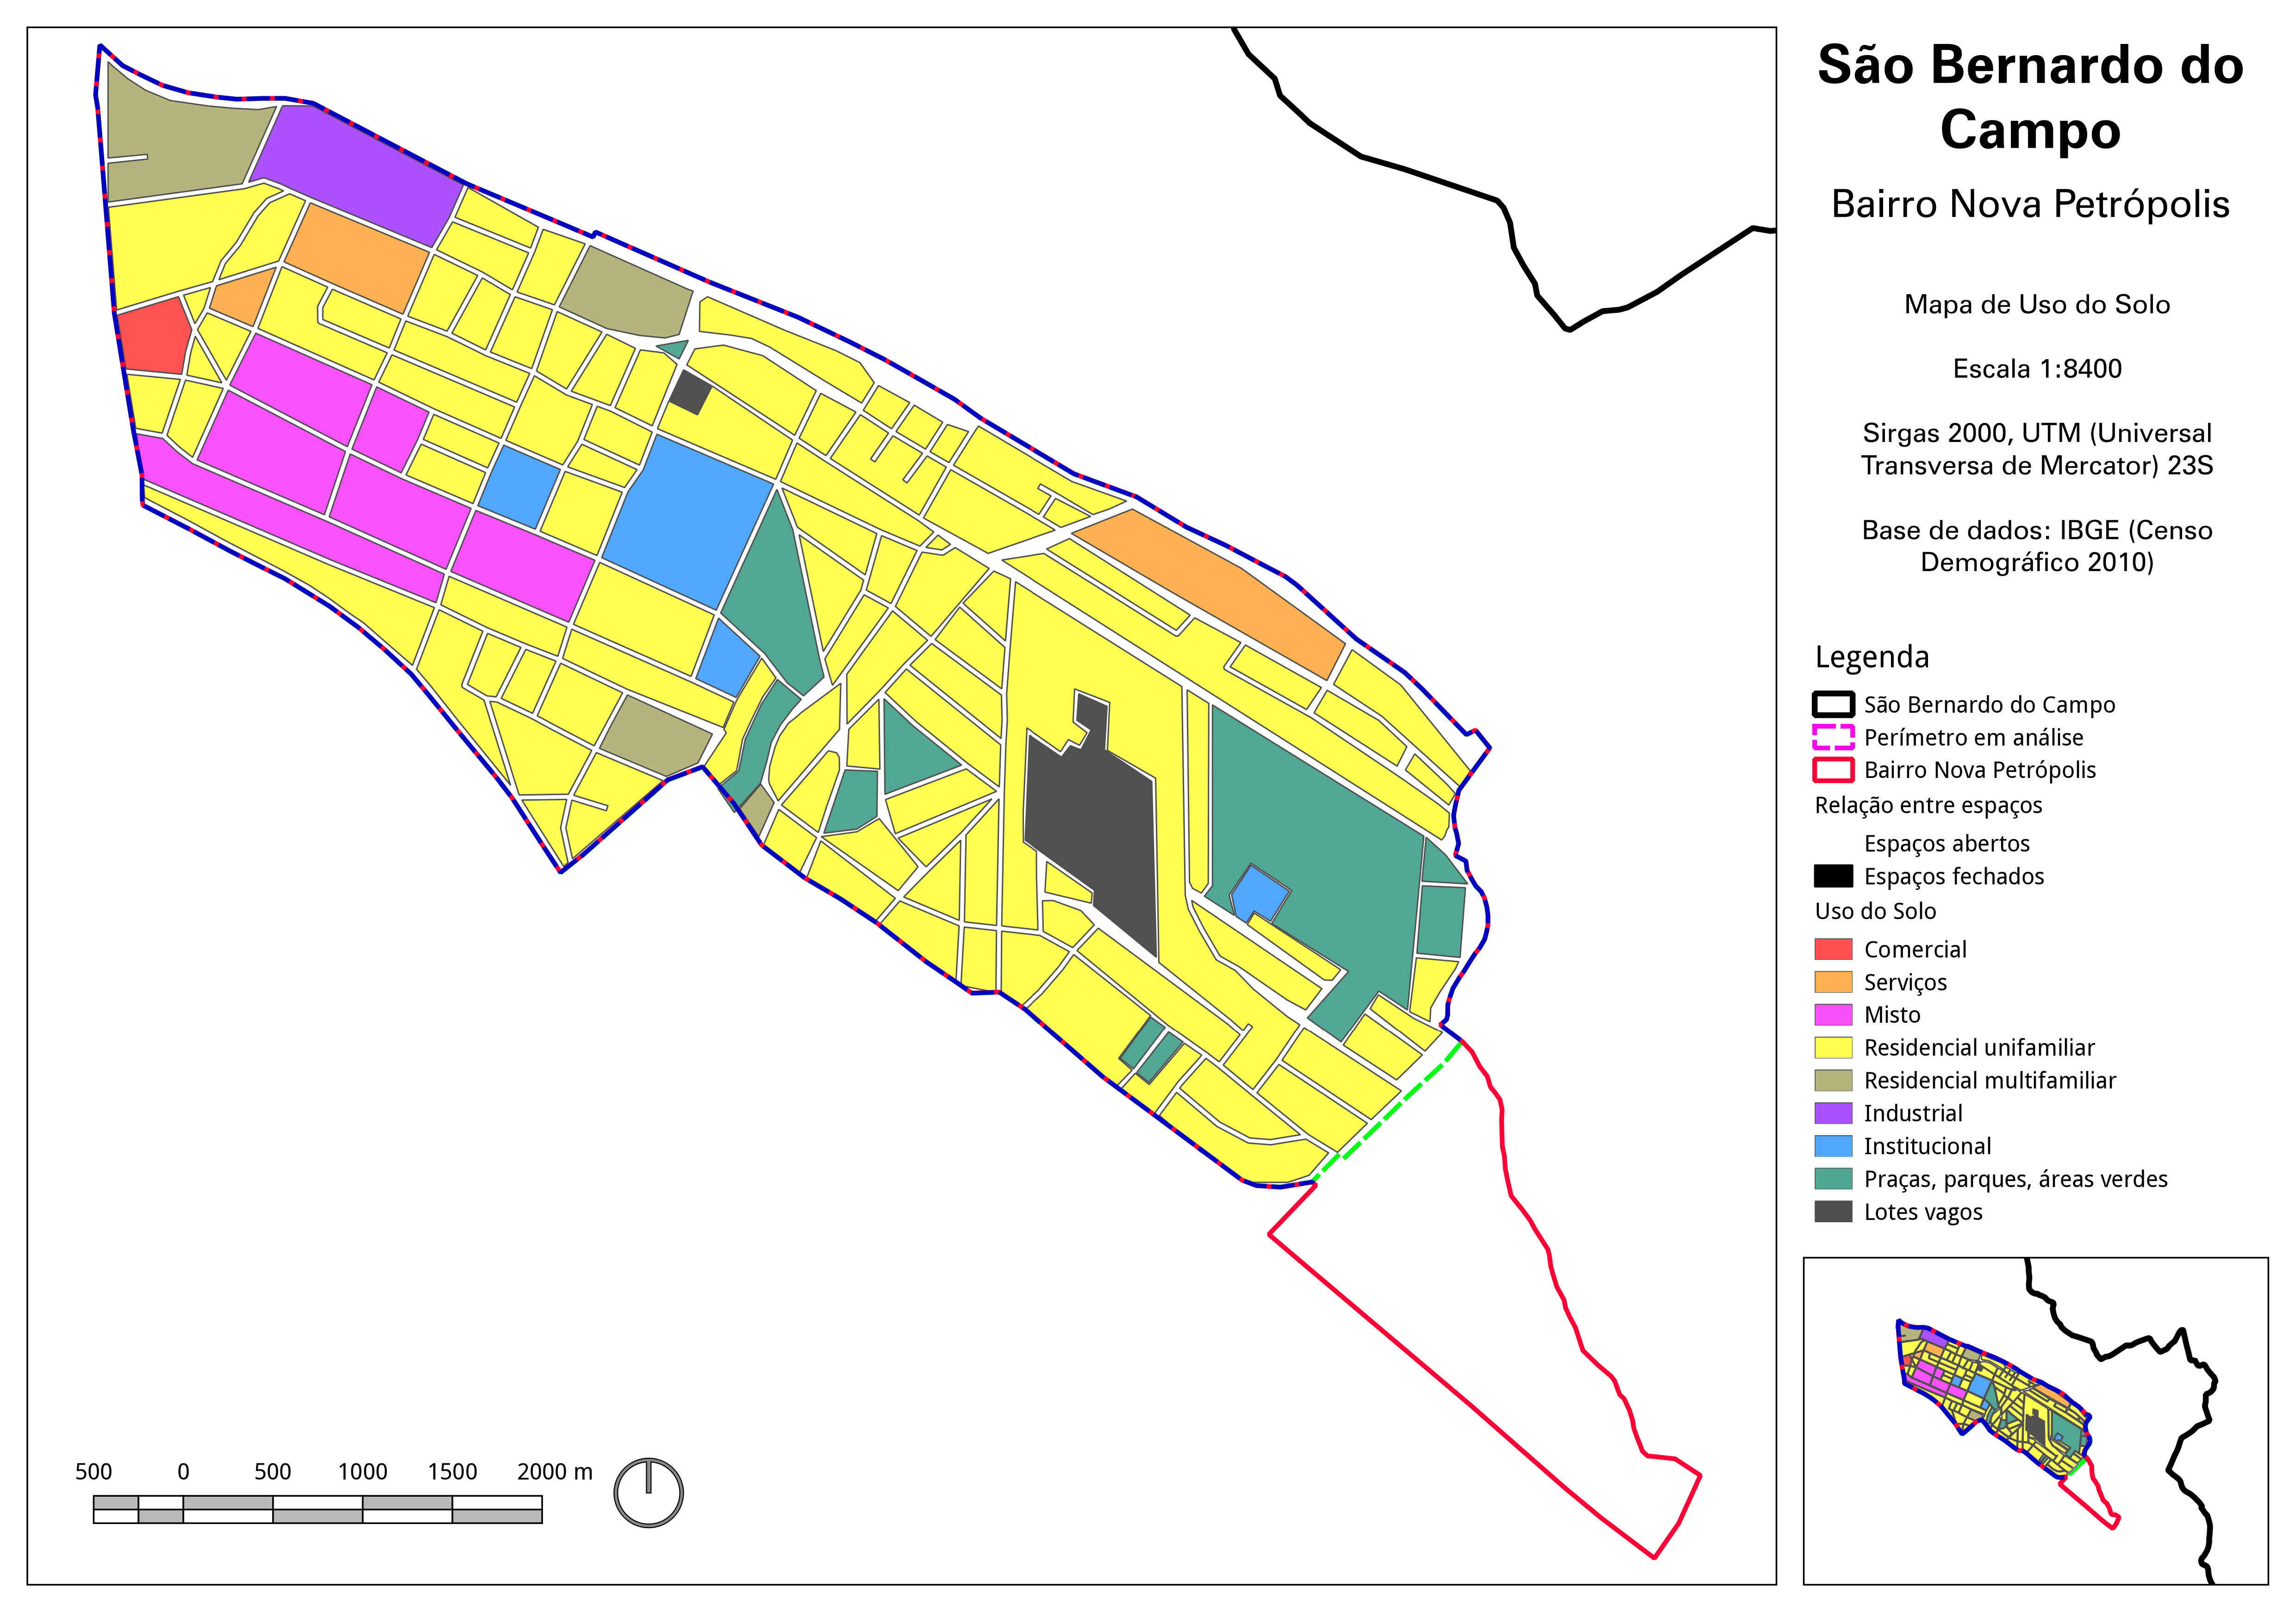 São Bernardo do
Campo
Bairro Nova Petrópolis
Mapa de Uso do Solo
Escala 1:8400
Sirgas 2000, UTM (Universal
Transversa de Mercator) 23S
Base de dados: IBGE (Censo
Demográfico 2010)
Legenda
São Bernardo do Campo
Perímetro em análise
Bairro Nova Petrópolis
Relação entre espaços
Espaços abertos
Espaços fechados
Uso do Solo
Comercial
Serviços
Misto
Residencial unifamiliar
Residencial multifamiliar
Industrial
Institucional
Praças, parques, áreas verdes
Lotes vagos
500 0 500 1000 1500 2000 m